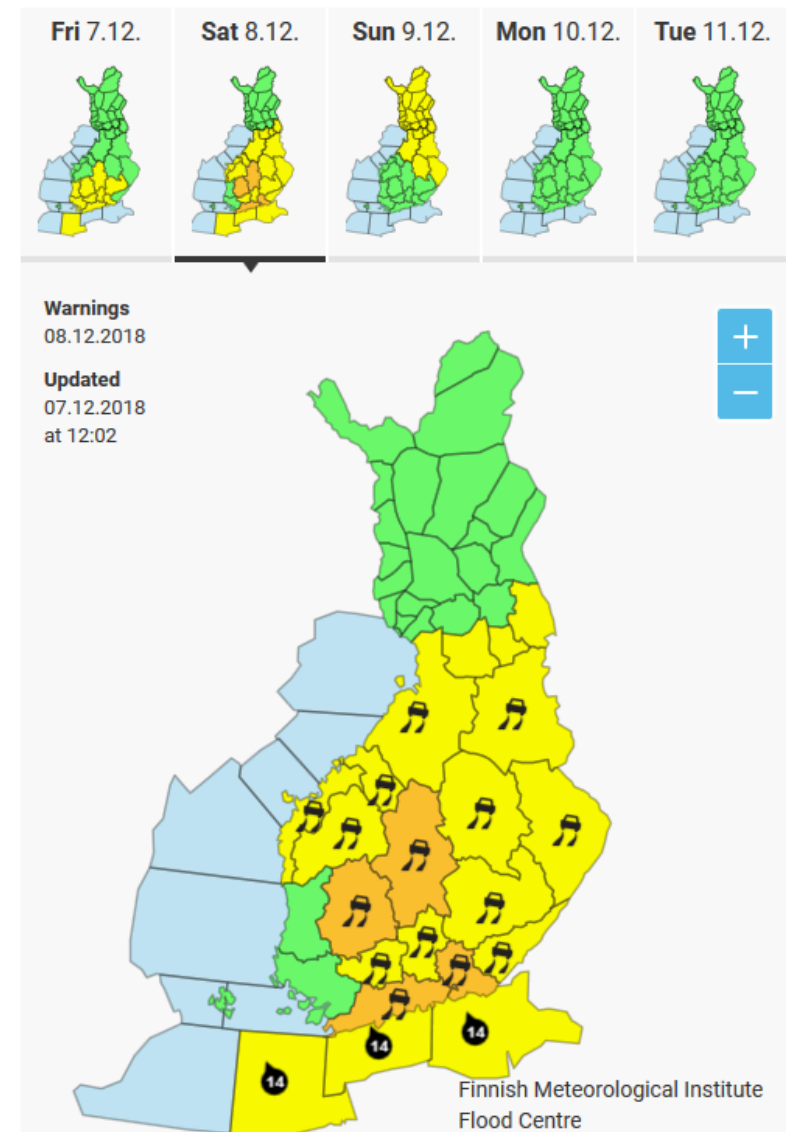 Fri 7.12.
Sat 8.12.
Sun 9.12.
Mon 10.12.
Tue 11.12.
Warnings
08.12.2018
Updated
07.12.2018
at 12:02
+
−
14
14
14
Finnish Meteorological Institute
Flood Centre